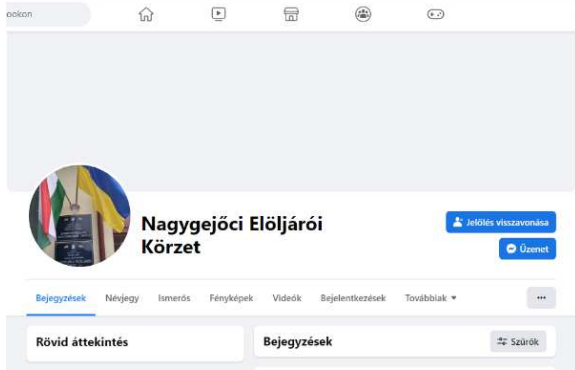 ookon
Nagygejőci Elöljárói
Körzet
Jelölés visszavonása
Üzenet
Bejegyzések Névjegy Ismerős Fényképek Videók Bejelentkezések Továbbiak
Rövid áttekintés
Bejegyzések
Szűrők